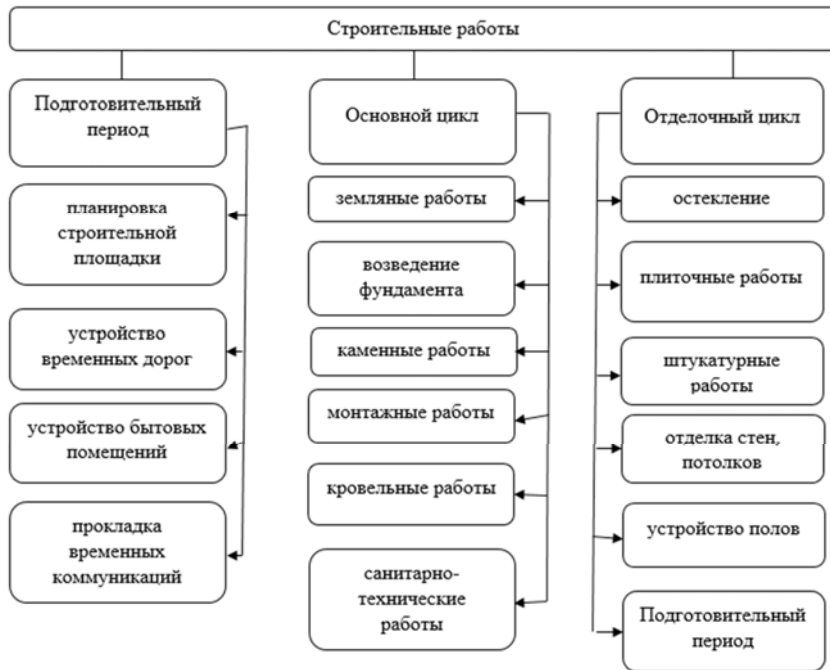 Строительные работы
Подготовительный
период
планировка
строительной
площадки
устройство
временных дорог
устройство бытовых
помещений
прокладка
временных
коммуникаций
Основной цикл
земляные работы
возведение
фундамента
каменные работы
монтажные работы
кровельные работы
санитарно-
технические
работы
Отделочный цикл
остекление
плиточные работы
штукатурные
работы
отделка стен,
потолков
устройство полов
Подготовительный
период